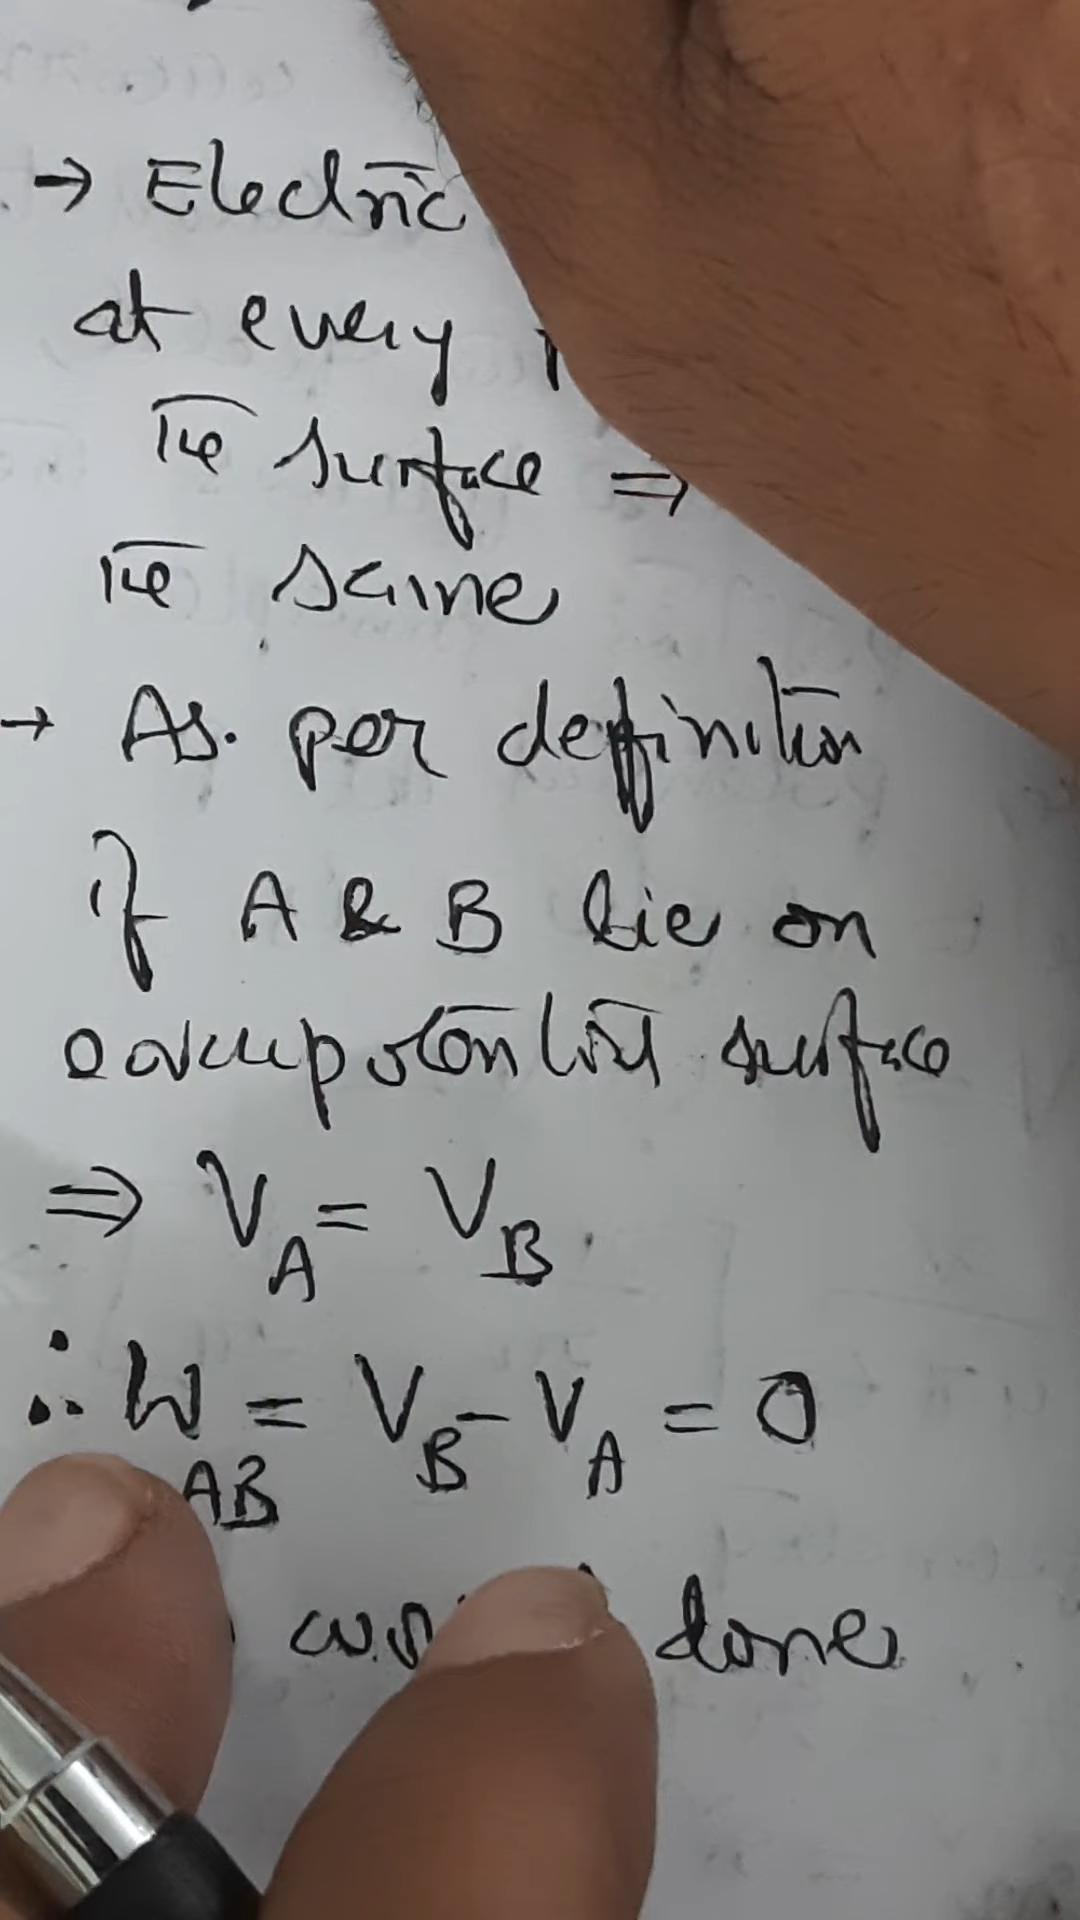 → Electric
at every
the surface ⇒
the same
→ As. per definition
if A & B lie on
surface
⇒ V_A = V_B.
∴ W_AB = V_B - V_A = 0
done